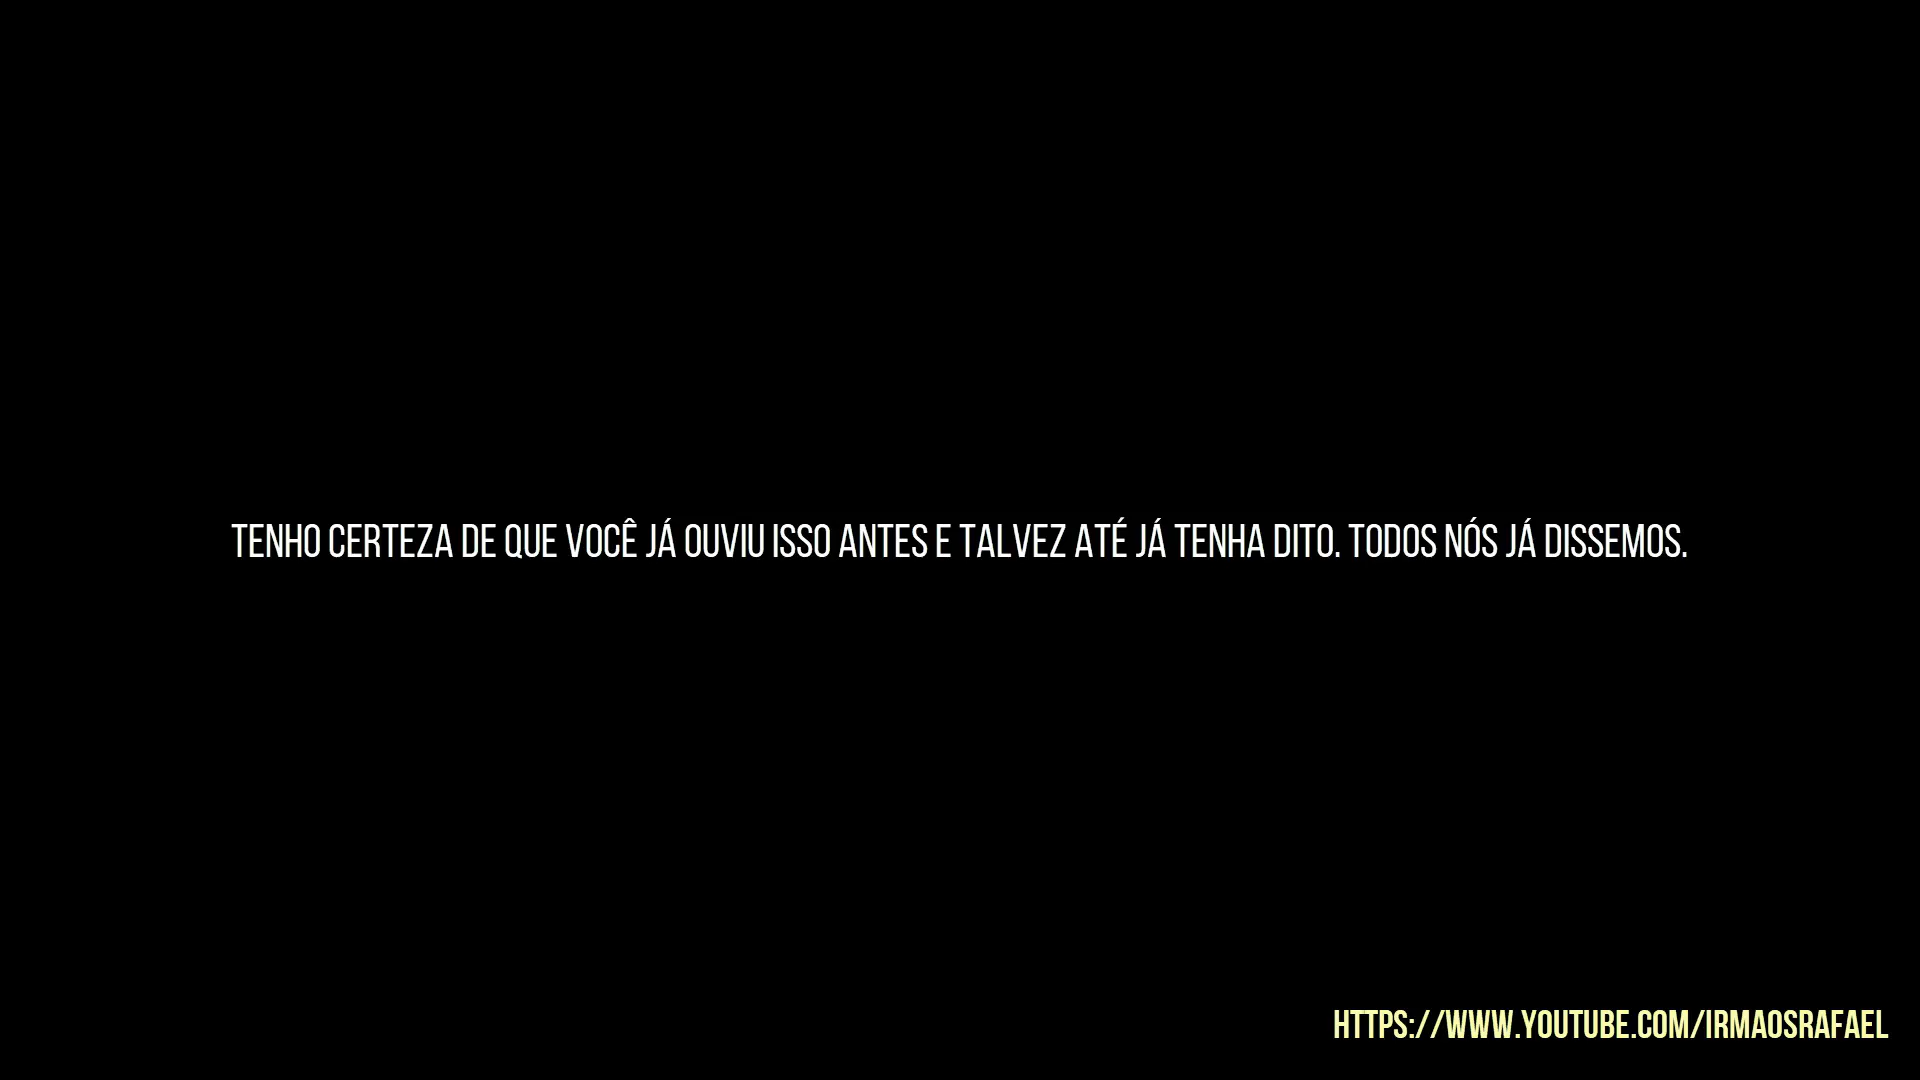 TENHO CERTEZA DE QUE VOCÊ JÁ OUVIU ISSO ANTES E TALVEZ ATÉ JÁ TENHA DITO. TODOS NÓS JÁ DISSEMOS.
HTTPS://WWW.YOUTUBE.COM/IRMAOSRAFAEL